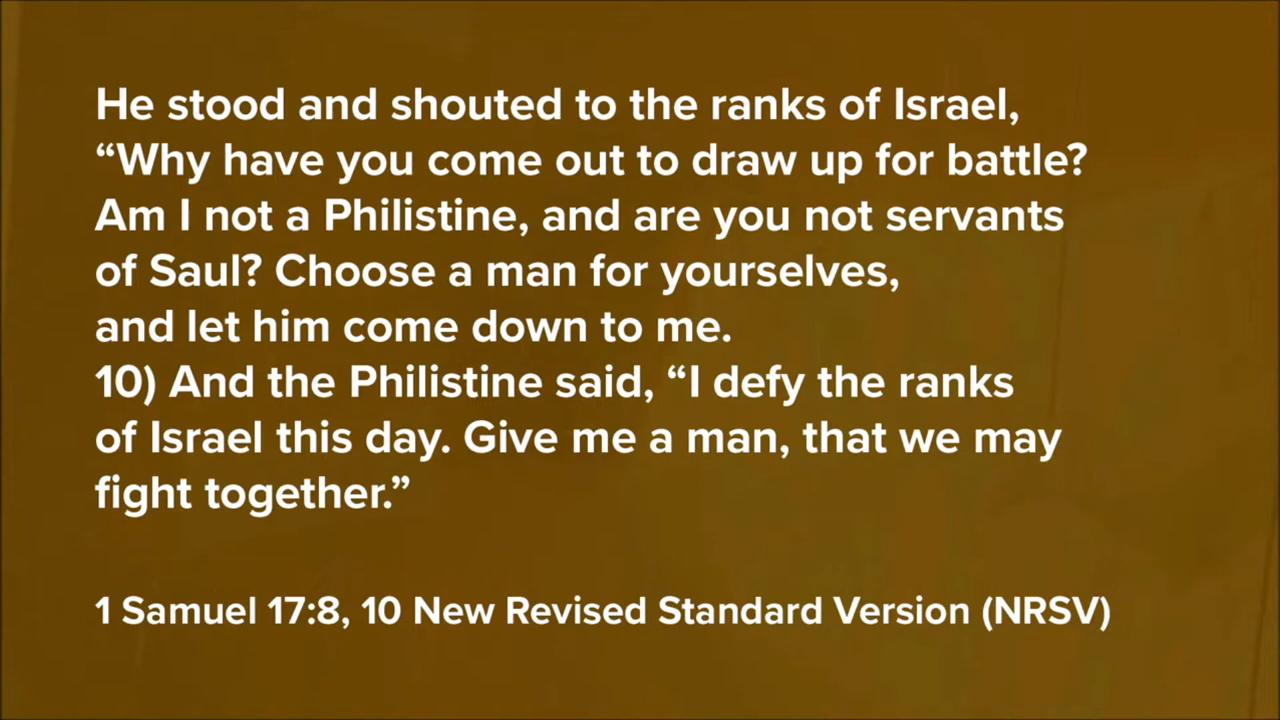 He stood and shouted to the ranks of Israel,
“Why have you come out to draw up for battle?
Am I not a Philistine, and are you not servants
of Saul? Choose a man for yourselves,
and let him come down to me.
10) And the Philistine said, “I defy the ranks
of Israel this day. Give me a man, that we may
fight together.”
1 Samuel 17:8, 10 New Revised Standard Version (NRSV)